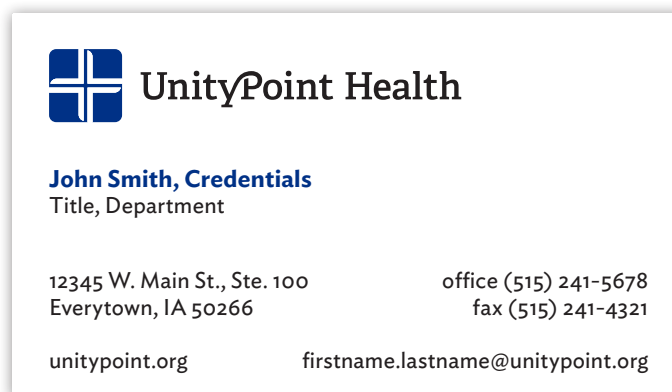 UnityPoint Health
John Smith, Credentials
Title, Department
12345 W. Main St., Ste. 100
Everytown, IA 50266
office (515) 241-5678
fax (515) 241-4321
unitypoint.org
firstname.lastname@unitypoint.org